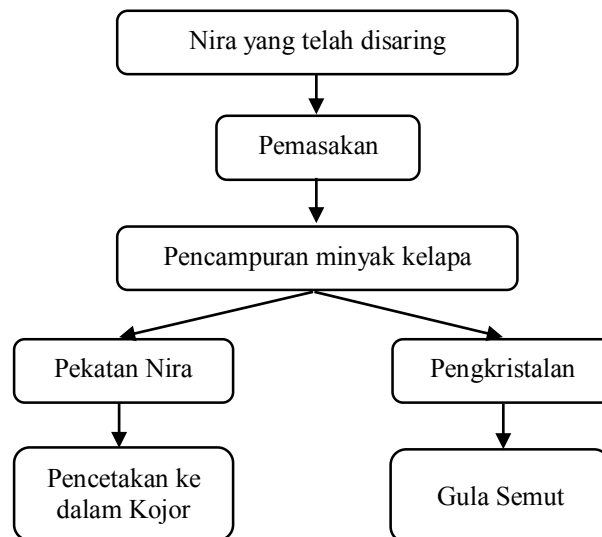 Nira yang telah disaring
Pemasakan
Pencampuran minyak kelapa
Pekatan Nira
Pengkristalan
Pencetakan ke
dalam Kojor
Gula Semut